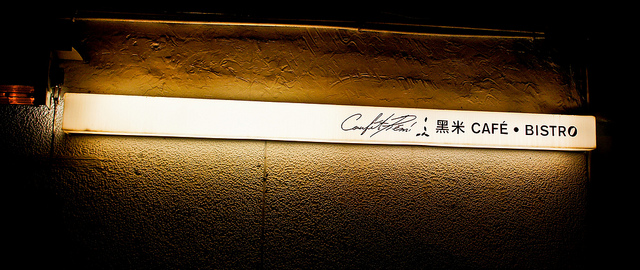 黑米 CAFÉ • BISTRO